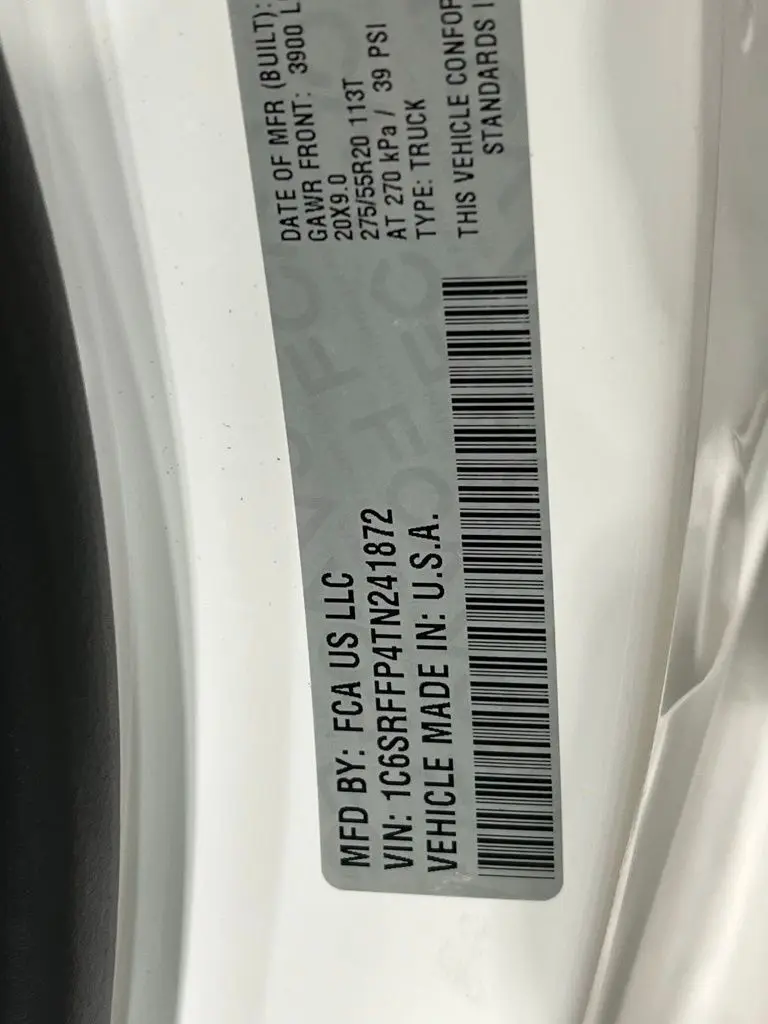 MFD BY: FCA US LLC
VIN: 1C6SRFFP4TN241872
VEHICLE MADE IN: U.S.A.
DATE OF MFR (BUILT):
GAWR FRONT: 3900 L
20X9.0
275/55R20 113T
AT 270 kPa / 39 PSI
TYPE: TRUCK
THIS VEHICLE CONFOR
STANDARDS I